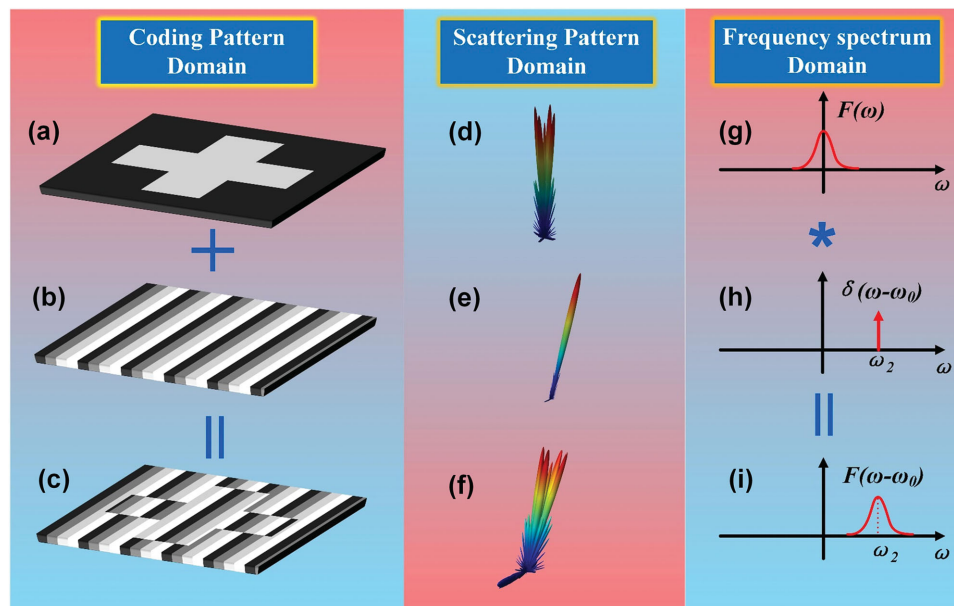 Coding Pattern
Domain
Scattering Pattern
Domain
Frequency spectrum
Domain
(a)
+
(b)
=
(c)
(d)
(e)
(f)
(g)
F(ω)
ω
*
(h)
δ(ω-ω₀)
ω₂
ω
=
(i)
F(ω-ω₀)
ω₂
ω